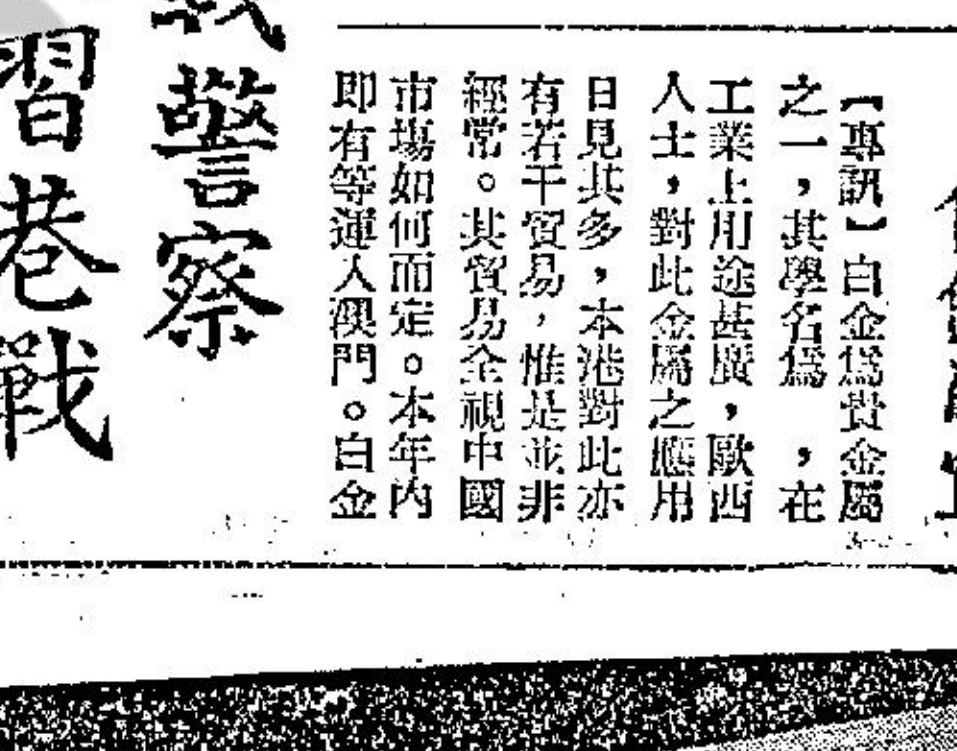 【專訊】白金爲貴金屬
之一，其學名爲　，在
工業上用途甚廣，歐西
人士，對此金屬之應用
日見其多，本港對此亦
有若干貿易，惟是並非
經常。其貿易全視中國
市場如何而定。本年內
即有等運入澳門。白金
警察
習巷戰